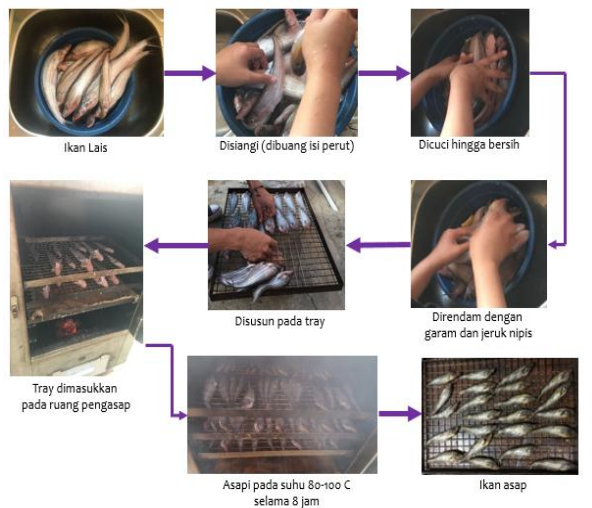 Ikan Lais
Disiangi (dibuang isi perut)
Dicuci hingga bersih
Direndam dengan
garam dan jeruk nipis
Disusun pada tray
Tray dimasukkan
pada ruang pengasap
Asapi pada suhu 80-100 C
selama 8 jam
Ikan asap